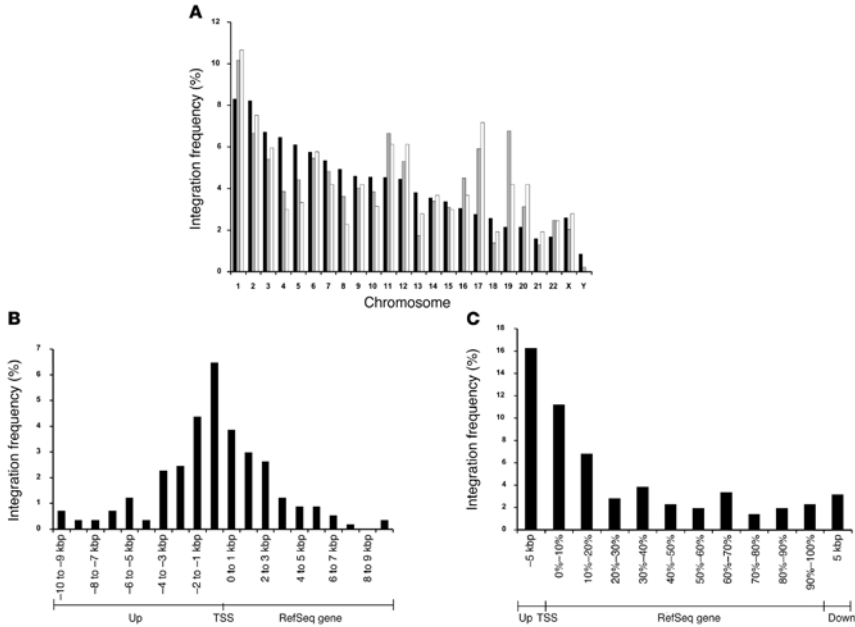 A
Integration frequency (%)
12
10
8
6
4
2
0
1 2 3 4 5 6 7 8 9 10 11 12 13 14 15 16 17 18 19 20 21 22 X Y
Chromosome
B
Integration frequency (%)
7
6
5
4
3
2
1
0
–10 to –9 kbp
–8 to –7 kbp
–6 to –5 kbp
–4 to –3 kbp
–2 to –1 kbp
0 to 1 kbp
2 to 3 kbp
4 to 5 kbp
6 to 7 kbp
8 to 9 kbp
Up TSS RefSeq gene
C
Integration frequency (%)
18
16
14
12
10
8
6
4
2
0
–5 kbp
0%–10%
10%–20%
20%–30%
30%–40%
40%–50%
50%–60%
60%–70%
70%–80%
80%–90%
90%–100%
5 kbp
Up TSS RefSeq gene Down